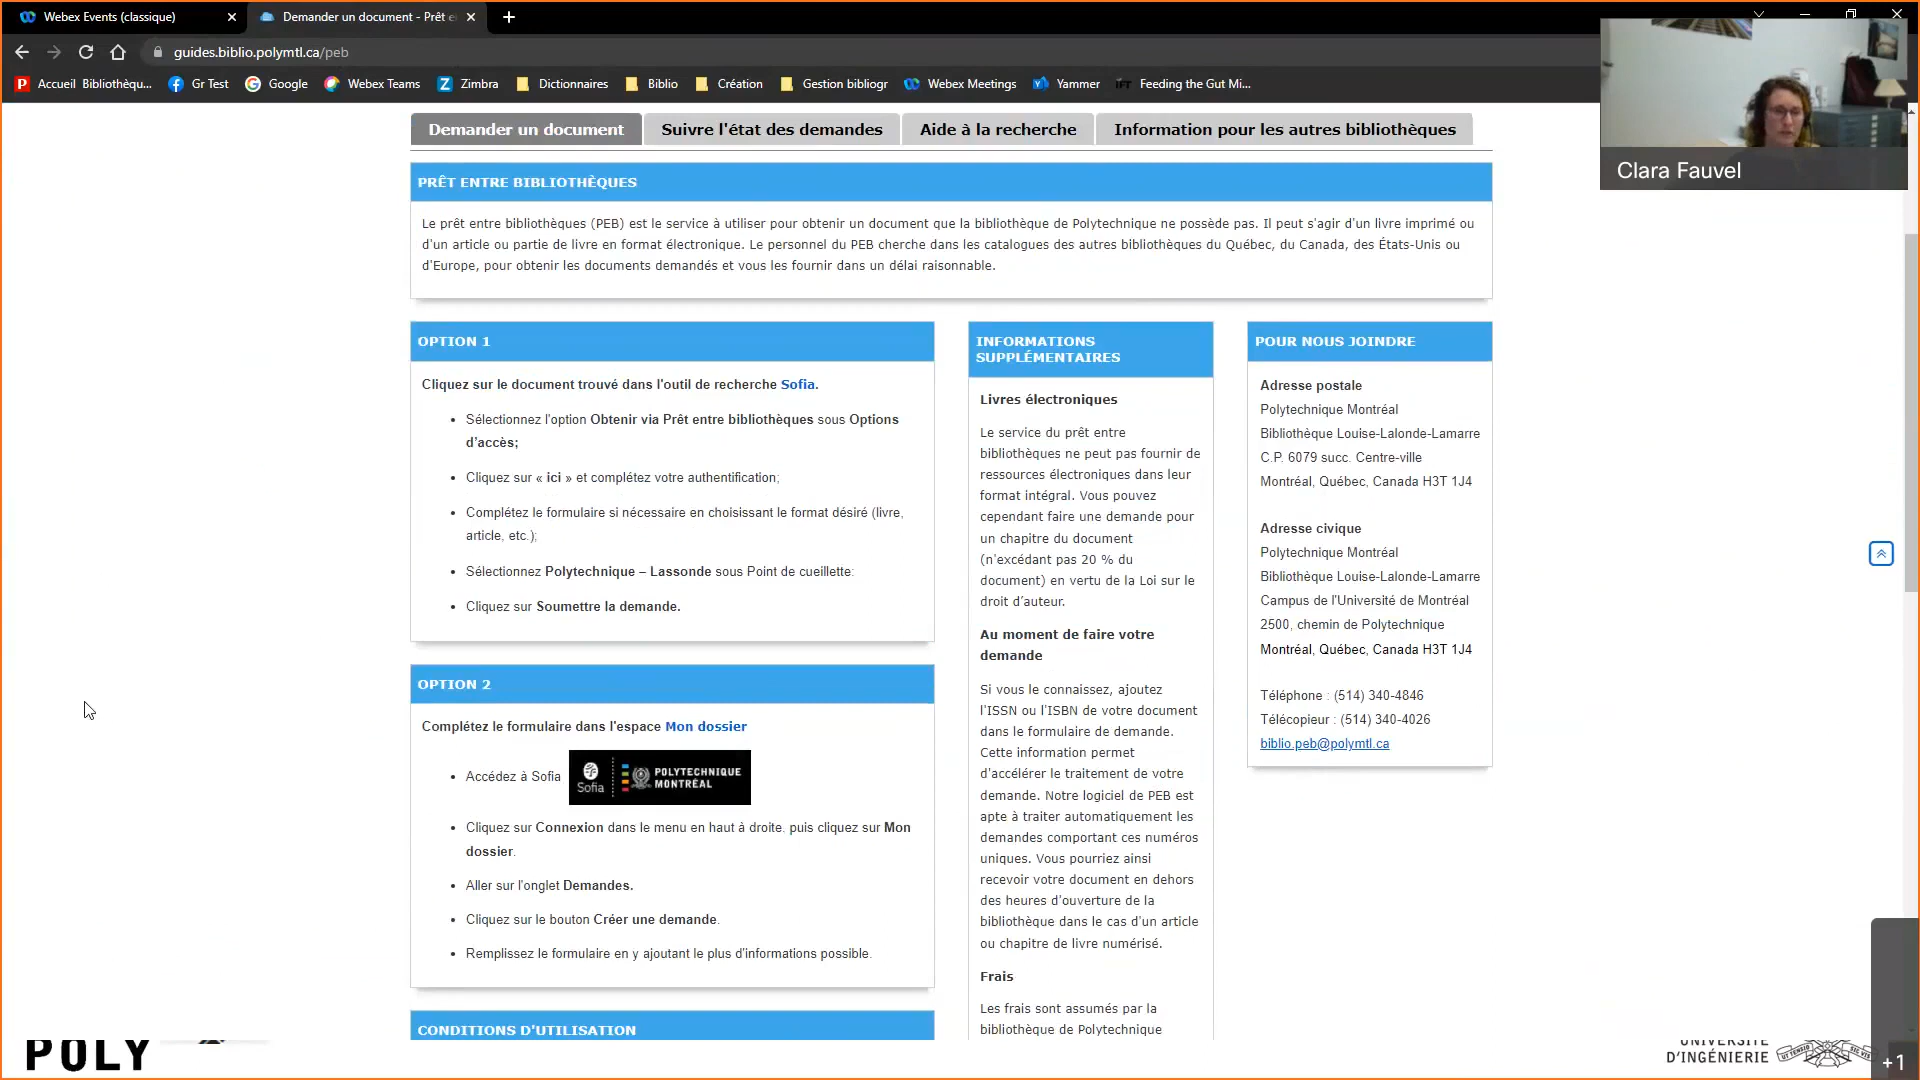 Webex Events (classique)
Demander un document - Prêt e
guides.biblio.polymtl.ca/peb
Accueil Bibliothèqu...
Gr Test
Google
Webex Teams
Zimbra
Dictionnaires
Biblio
Création
Gestion bibliogr
Webex Meetings
Yammer
Feeding the Gut Mi...
Clara Fauvel
Demander un document
Suivre l'état des demandes
Aide à la recherche
Information pour les autres bibliothèques
PRÊT ENTRE BIBLIOTHÈQUES
Le prêt entre bibliothèques (PEB) est le service à utiliser pour obtenir un document que la bibliothèque de Polytechnique ne possède pas. Il peut s'agir d'un livre imprimé ou
d'un article ou partie de livre en format électronique. Le personnel du PEB cherche dans les catalogues des autres bibliothèques du Québec, du Canada, des États-Unis ou
d'Europe, pour obtenir les documents demandés et vous les fournir dans un délai raisonnable.
OPTION 1
Cliquez sur le document trouvé dans l'outil de recherche Sofia.
• Sélectionnez l'option Obtenir via Prêt entre bibliothèques sous Options
d'accès;
• Cliquez sur « ici » et complétez votre authentification;
• Complétez le formulaire si nécessaire en choisissant le format désiré (livre,
article, etc.);
• Sélectionnez Polytechnique – Lassonde sous Point de cueillette:
• Cliquez sur Soumettre la demande.
OPTION 2
Complétez le formulaire dans l'espace Mon dossier
• Accédez à Sofia
Sofia
POLYTECHNIQUE
MONTRÉAL
• Cliquez sur Connexion dans le menu en haut à droite, puis cliquez sur Mon
dossier.
• Aller sur l'onglet Demandes.
• Cliquez sur le bouton Créer une demande.
• Remplissez le formulaire en y ajoutant le plus d'informations possible.
CONDITIONS D'UTILISATION
INFORMATIONS
SUPPLÉMENTAIRES
Livres électroniques
Le service du prêt entre
bibliothèques ne peut pas fournir de
ressources électroniques dans leur
format intégral. Vous pouvez
cependant faire une demande pour
un chapitre du document
(n'excédant pas 20 % du
document) en vertu de la Loi sur le
droit d'auteur.
Au moment de faire votre
demande
Si vous le connaissez, ajoutez
l'ISSN ou l'ISBN de votre document
dans le formulaire de demande.
Cette information permet
d'accélérer le traitement de votre
demande. Notre logiciel de PEB est
apte à traiter automatiquement les
demandes comportant ces numéros
uniques. Vous pourriez ainsi
recevoir votre document en dehors
des heures d'ouverture de la
bibliothèque dans le cas d'un article
ou chapitre de livre numérisé.
Frais
Les frais sont assumés par la
bibliothèque de Polytechnique
POUR NOUS JOINDRE
Adresse postale
Polytechnique Montréal
Bibliothèque Louise-Lalonde-Lamarre
C.P. 6079 succ. Centre-ville
Montréal, Québec, Canada H3T 1J4
Adresse civique
Polytechnique Montréal
Bibliothèque Louise-Lalonde-Lamarre
Campus de l'Université de Montréal
2500, chemin de Polytechnique
Montréal, Québec, Canada H3T 1J4
Téléphone : (514) 340-4846
Télécopieur : (514) 340-4026
biblio.peb@polymtl.ca
POLY
UNIVERSITÉ
D'INGÉNIERIE
+1